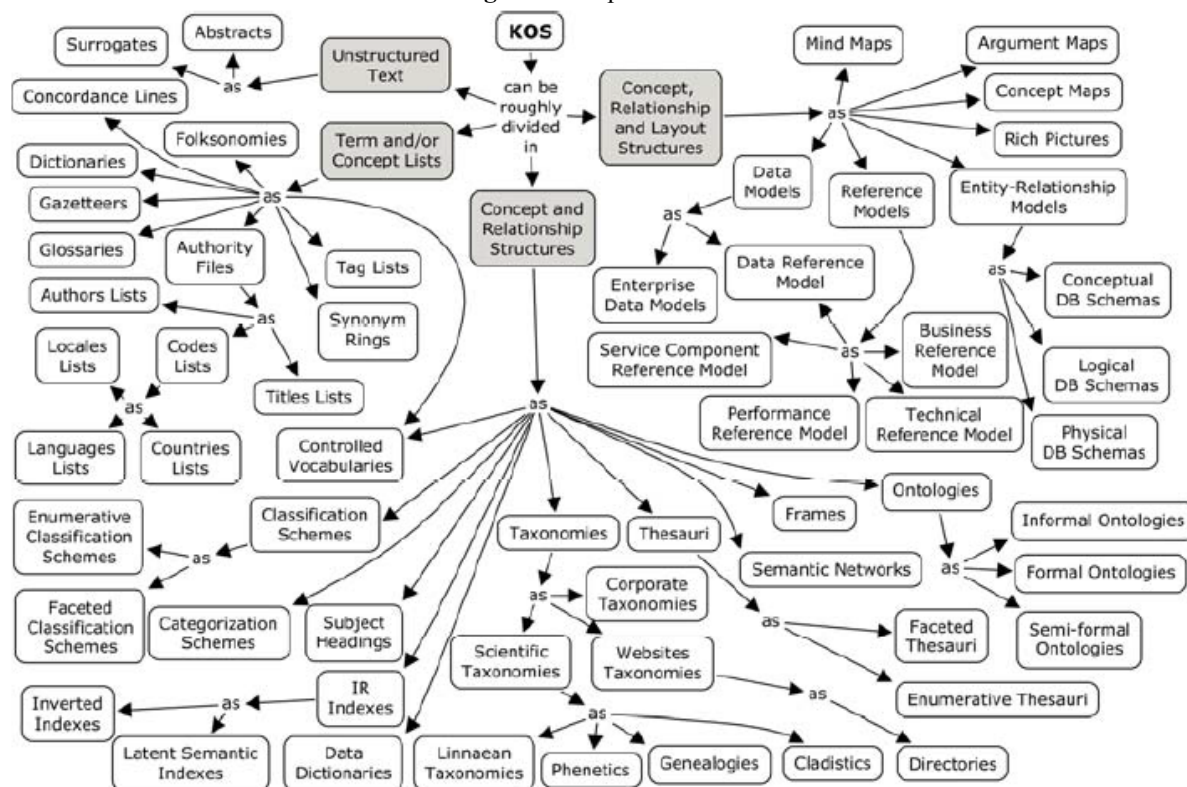 KOS
can be
roughly
divided
in
Unstructured
Text
as
Surrogates
Abstracts
Term and/or
Concept Lists
as
Concordance Lines
Folksonomies
Dictionaries
Gazetteers
Glossaries
Authority
Files
Tag Lists
Synonym
Rings
as
Authors Lists
Codes
Lists
Titles Lists
as
Locales
Lists
Languages
Lists
Countries
Lists
Controlled
Vocabularies
Concept,
Relationship
and Layout
Structures
as
Mind Maps
Argument Maps
Concept Maps
Rich Pictures
Data
Models
Reference
Models
Entity-Relationship
Models
as
Enterprise
Data Models
Data Reference
Model
as
Service Component
Reference Model
Business
Reference
Model
Performance
Reference Model
Technical
Reference Model
as
Conceptual
DB Schemas
Logical
DB Schemas
Physical
DB Schemas
Concept and
Relationship
Structures
as
Classification
Schemes
as
Enumerative
Classification
Schemes
Faceted
Classification
Schemes
Categorization
Schemes
Subject
Headings
IR
Indexes
as
Inverted
Indexes
Latent Semantic
Indexes
Data
Dictionaries
Taxonomies
as
Corporate
Taxonomies
Scientific
Taxonomies
Websites
Taxonomies
as
Linnaean
Taxonomies
Phenetics
Genealogies
Cladistics
as
Directories
Thesauri
as
Faceted
Thesauri
Enumerative Thesauri
Semantic Networks
Frames
Ontologies
as
Informal Ontologies
Formal Ontologies
Semi-formal
Ontologies